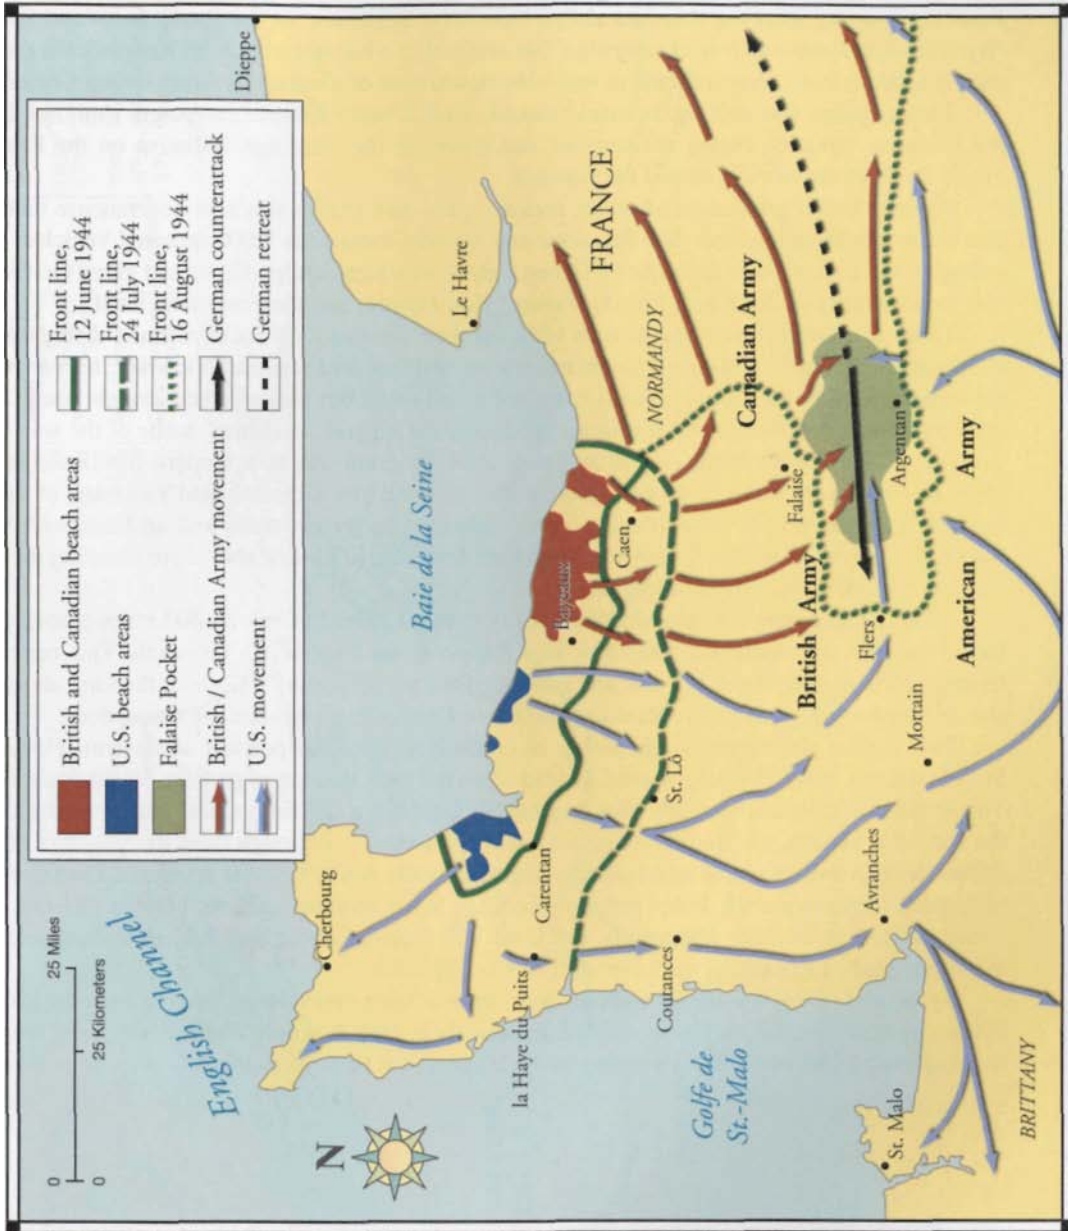 0 25 Miles
0 25 Kilometers
English Channel
N
British and Canadian beach areas
U.S. beach areas
Falaise Pocket
British / Canadian Army movement
U.S. movement
Front line,
12 June 1944
Front line,
24 July 1944
Front line,
16 August 1944
German counterattack
German retreat
Dieppe
Cherbourg
Baie de la Seine
Le Havre
la Haye du Puits
Carentan
Bayeaux
Caen
FRANCE
NORMANDY
Coutances
St. Lô
Golfe de
St.-Malo
Canadian Army
Falaise
British Army
Avranches
Mortain
Flers
Argentan
American Army
St. Malo
BRITTANY